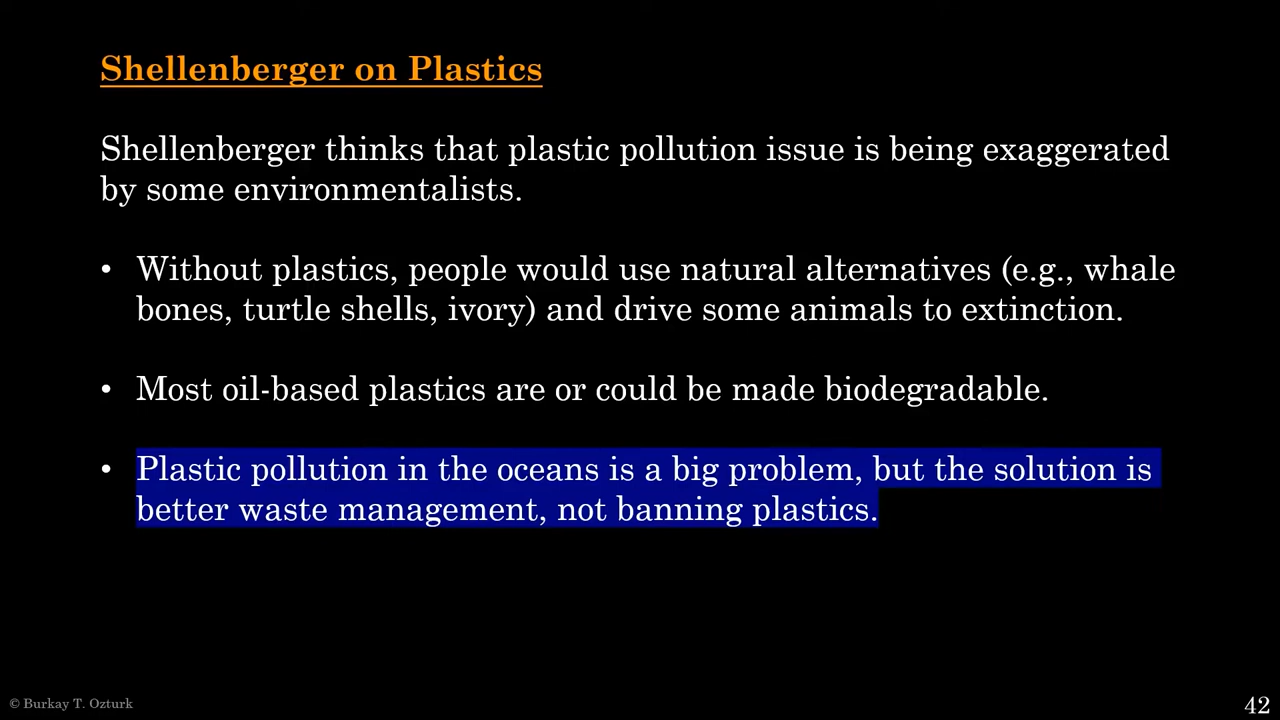 Shellenberger on Plastics
Shellenberger thinks that plastic pollution issue is being exaggerated
by some environmentalists.
• Without plastics, people would use natural alternatives (e.g., whale
bones, turtle shells, ivory) and drive some animals to extinction.
• Most oil-based plastics are or could be made biodegradable.
• Plastic pollution in the oceans is a big problem, but the solution is
better waste management, not banning plastics.
© Burkay T. Ozturk
42